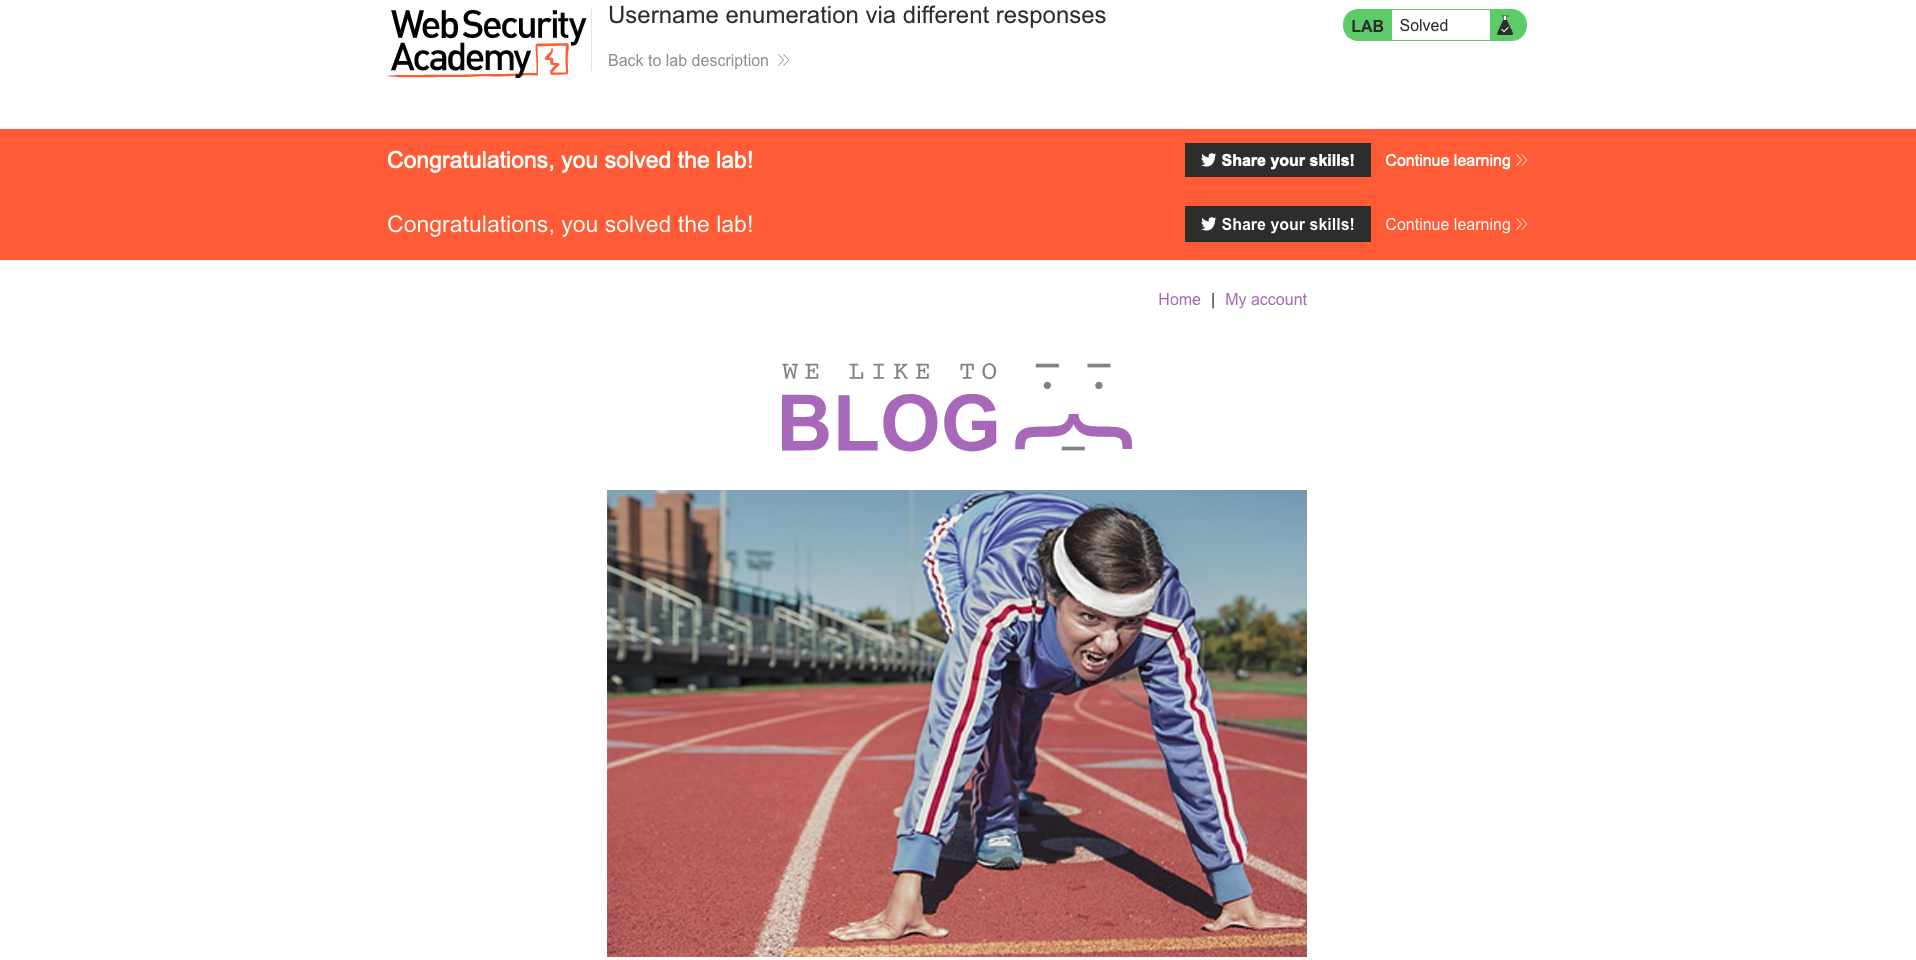 Web Security
Academy
Username enumeration via different responses
Back to lab description
LAB Solved
Congratulations, you solved the lab!
Share your skills! Continue learning
Congratulations, you solved the lab!
Share your skills! Continue learning
Home | My account
WE LIKE TO
BLOG